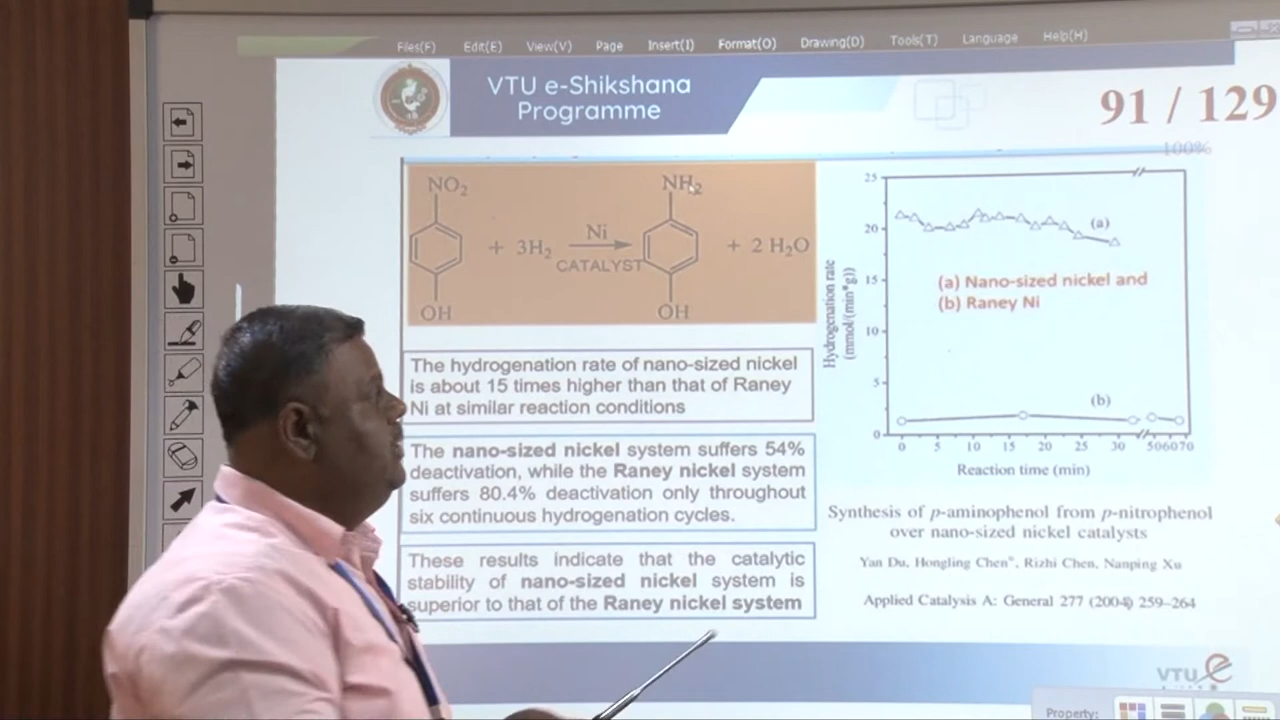 Files(F) Edit(E) View(V) Page Insert(I) Format(O) Drawing(D) Tools(T) Language Help(H)
VTU e-Shikshana
Programme
91 / 129
100%
NO2 NH2
+ 3H2 Ni + 2 H2O
CATALYST
OH OH
The hydrogenation rate of nano-sized nickel
is about 15 times higher than that of Raney
Ni at similar reaction conditions
The nano-sized nickel system suffers 54%
deactivation, while the Raney nickel system
suffers 80.4% deactivation only throughout
six continuous hydrogenation cycles.
These results indicate that the catalytic
stability of nano-sized nickel system is
superior to that of the Raney nickel system
25
20
15
10
5
0
Hydrogenation rate
(mmol/(min*g))
(a)
(a) Nano-sized nickel and
(b) Raney Ni
(b)
0 5 10 15 20 25 30 50 60 70
Reaction time (min)
Synthesis of p-aminophenol from p-nitrophenol
over nano-sized nickel catalysts
Yan Du, Hongling Chen*, Rizhi Chen, Nanping Xu
Applied Catalysis A: General 277 (2004) 259–264
VTU e
Property: